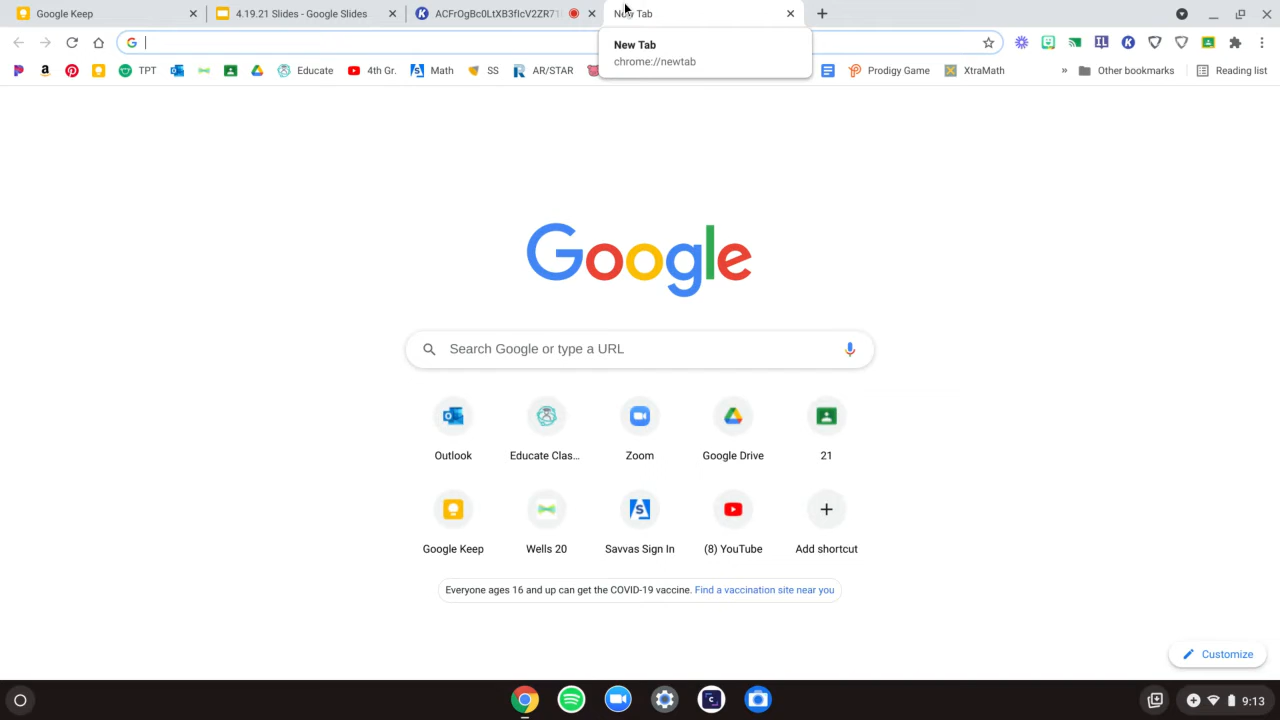 Google Keep
4.19.21 Slides - Google Slides
ACFrOgBc0LtXB3fIcV2ZR71
New Tab
New Tab
chrome://newtab
TPT
Educate
4th Gr.
Math
SS
AR/STAR
Prodigy Game
XtraMath
» Other bookmarks
Reading list
Google
Search Google or type a URL
Outlook
Educate Clas...
Zoom
Google Drive
21
Google Keep
Wells 20
Savvas Sign In
(8) YouTube
Add shortcut
Everyone ages 16 and up can get the COVID-19 vaccine. Find a vaccination site near you
Customize
9:13